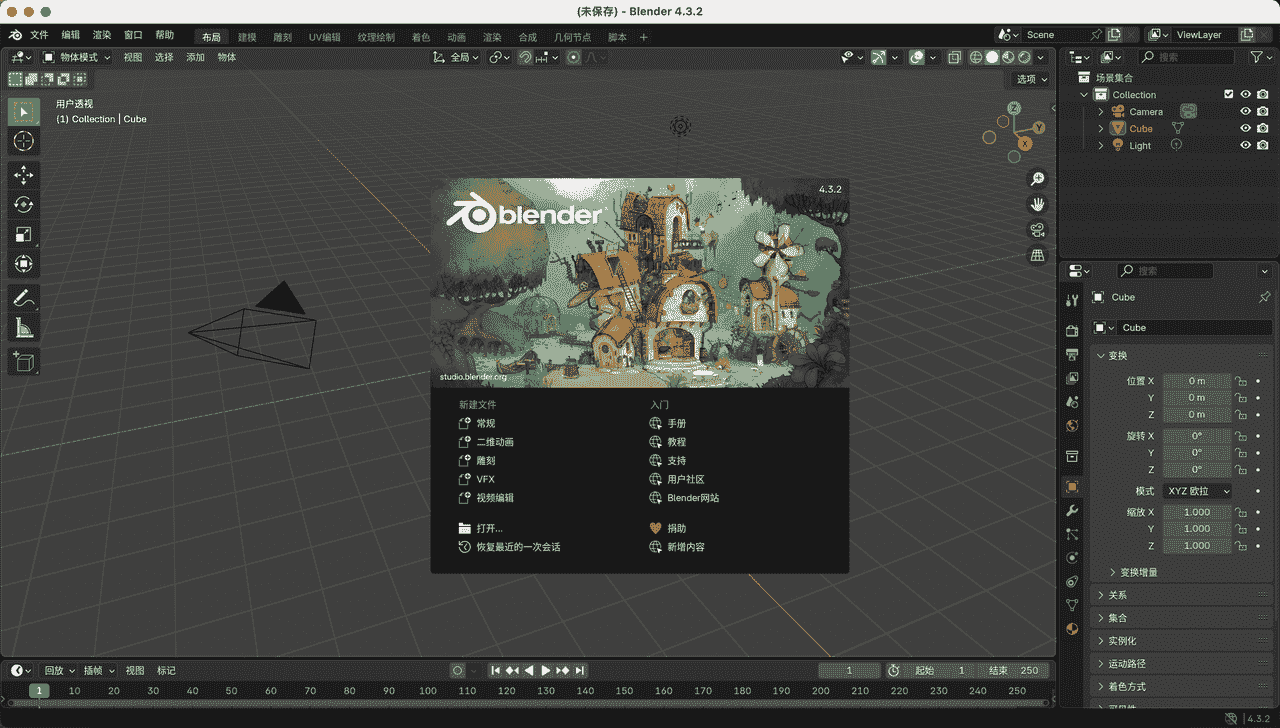 (未保存) - Blender 4.3.2
文件 编辑 渲染 窗口 帮助 布局 建模 雕刻 UV编辑 纹理绘制 着色 动画 渲染 合成 几何节点 脚本 + Scene ViewLayer
物体模式 视图 选择 添加 物体 全局 搜索
选项
用户透视
(1) Collection | Cube
Z
Y
X
场景集合
Collection
Camera
Cube
Light
4.3.2
blender
studio.blender.org
新建文件
常规
二维动画
雕刻
VFX
视频编辑
打开...
恢复最近的一次会话
入门
手册
教程
支持
用户社区
Blender网站
捐助
新增内容
搜索
Cube
Cube
变换
位置 X 0 m
Y 0 m
Z 0 m
旋转 X 0°
Y 0°
Z 0°
模式 XYZ 欧拉
缩放 X 1.000
Y 1.000
Z 1.000
变换增量
关系
集合
实例化
运动路径
着色方式
可见性
回放 插帧 视图 标记 1 起始 1 结束 250
1 10 20 30 40 50 60 70 80 90 100 110 120 130 140 150 160 170 180 190 200 210 220 230 240 250
4.3.2